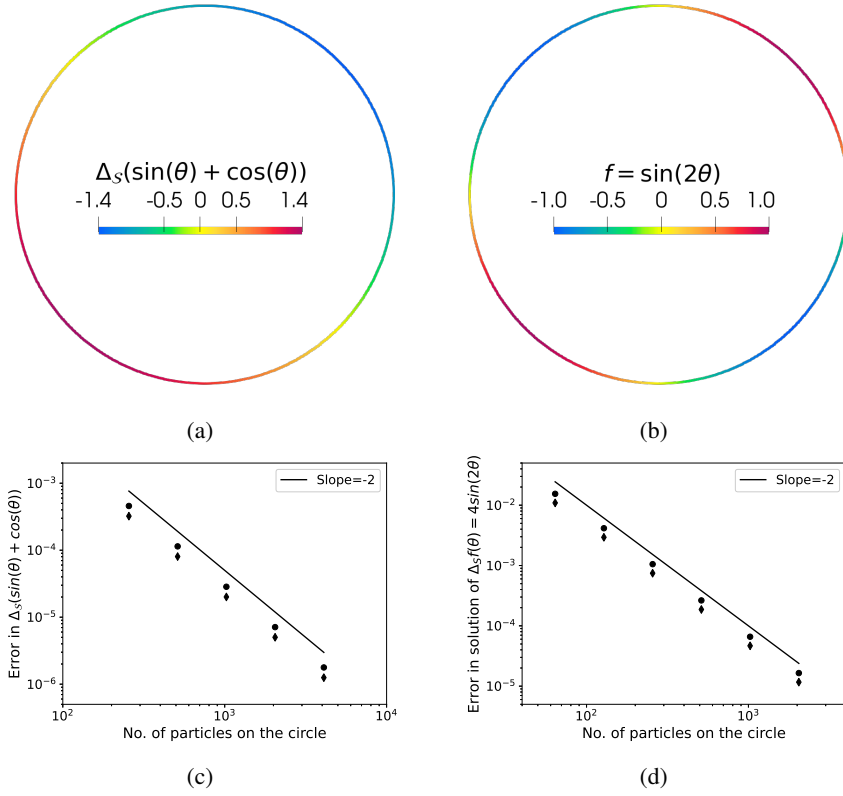 Δ𝒮(sin(θ) + cos(θ))
-1.4 -0.5 0 0.5 1.4
f = sin(2θ)
-1.0 -0.5 0 0.5 1.0
(a)
(b)
Error in Δ𝒮(sin(θ) + cos(θ))
10⁻³
10⁻⁴
10⁻⁵
10⁻⁶
Slope=-2
10² 10³ 10⁴
No. of particles on the circle
Error in solution of Δ𝒮f(θ) = 4sin(2θ)
10⁻²
10⁻³
10⁻⁴
10⁻⁵
Slope=-2
10² 10³
No. of particles on the circle
(c)
(d)